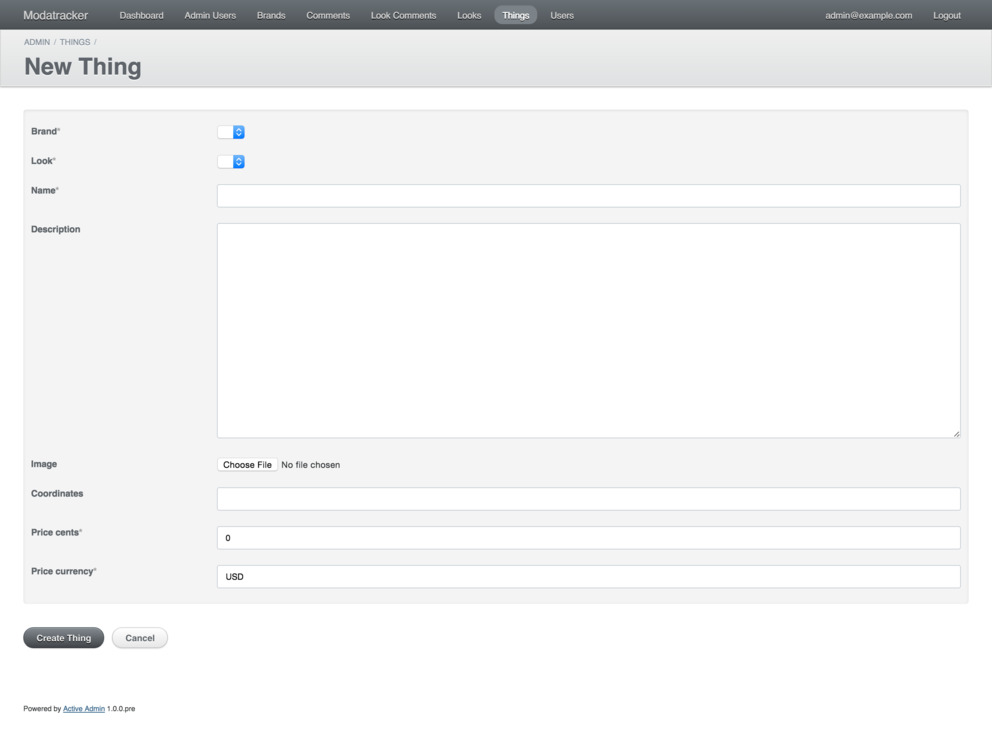 Modatracker Dashboard Admin Users Brands Comments Look Comments Looks Things Users admin@example.com Logout
ADMIN / THINGS /
New Thing
Brand*
Look*
Name*
Description
Image Choose File No file chosen
Coordinates
Price cents* 0
Price currency* USD
Create Thing Cancel
Powered by Active Admin 1.0.0.pre